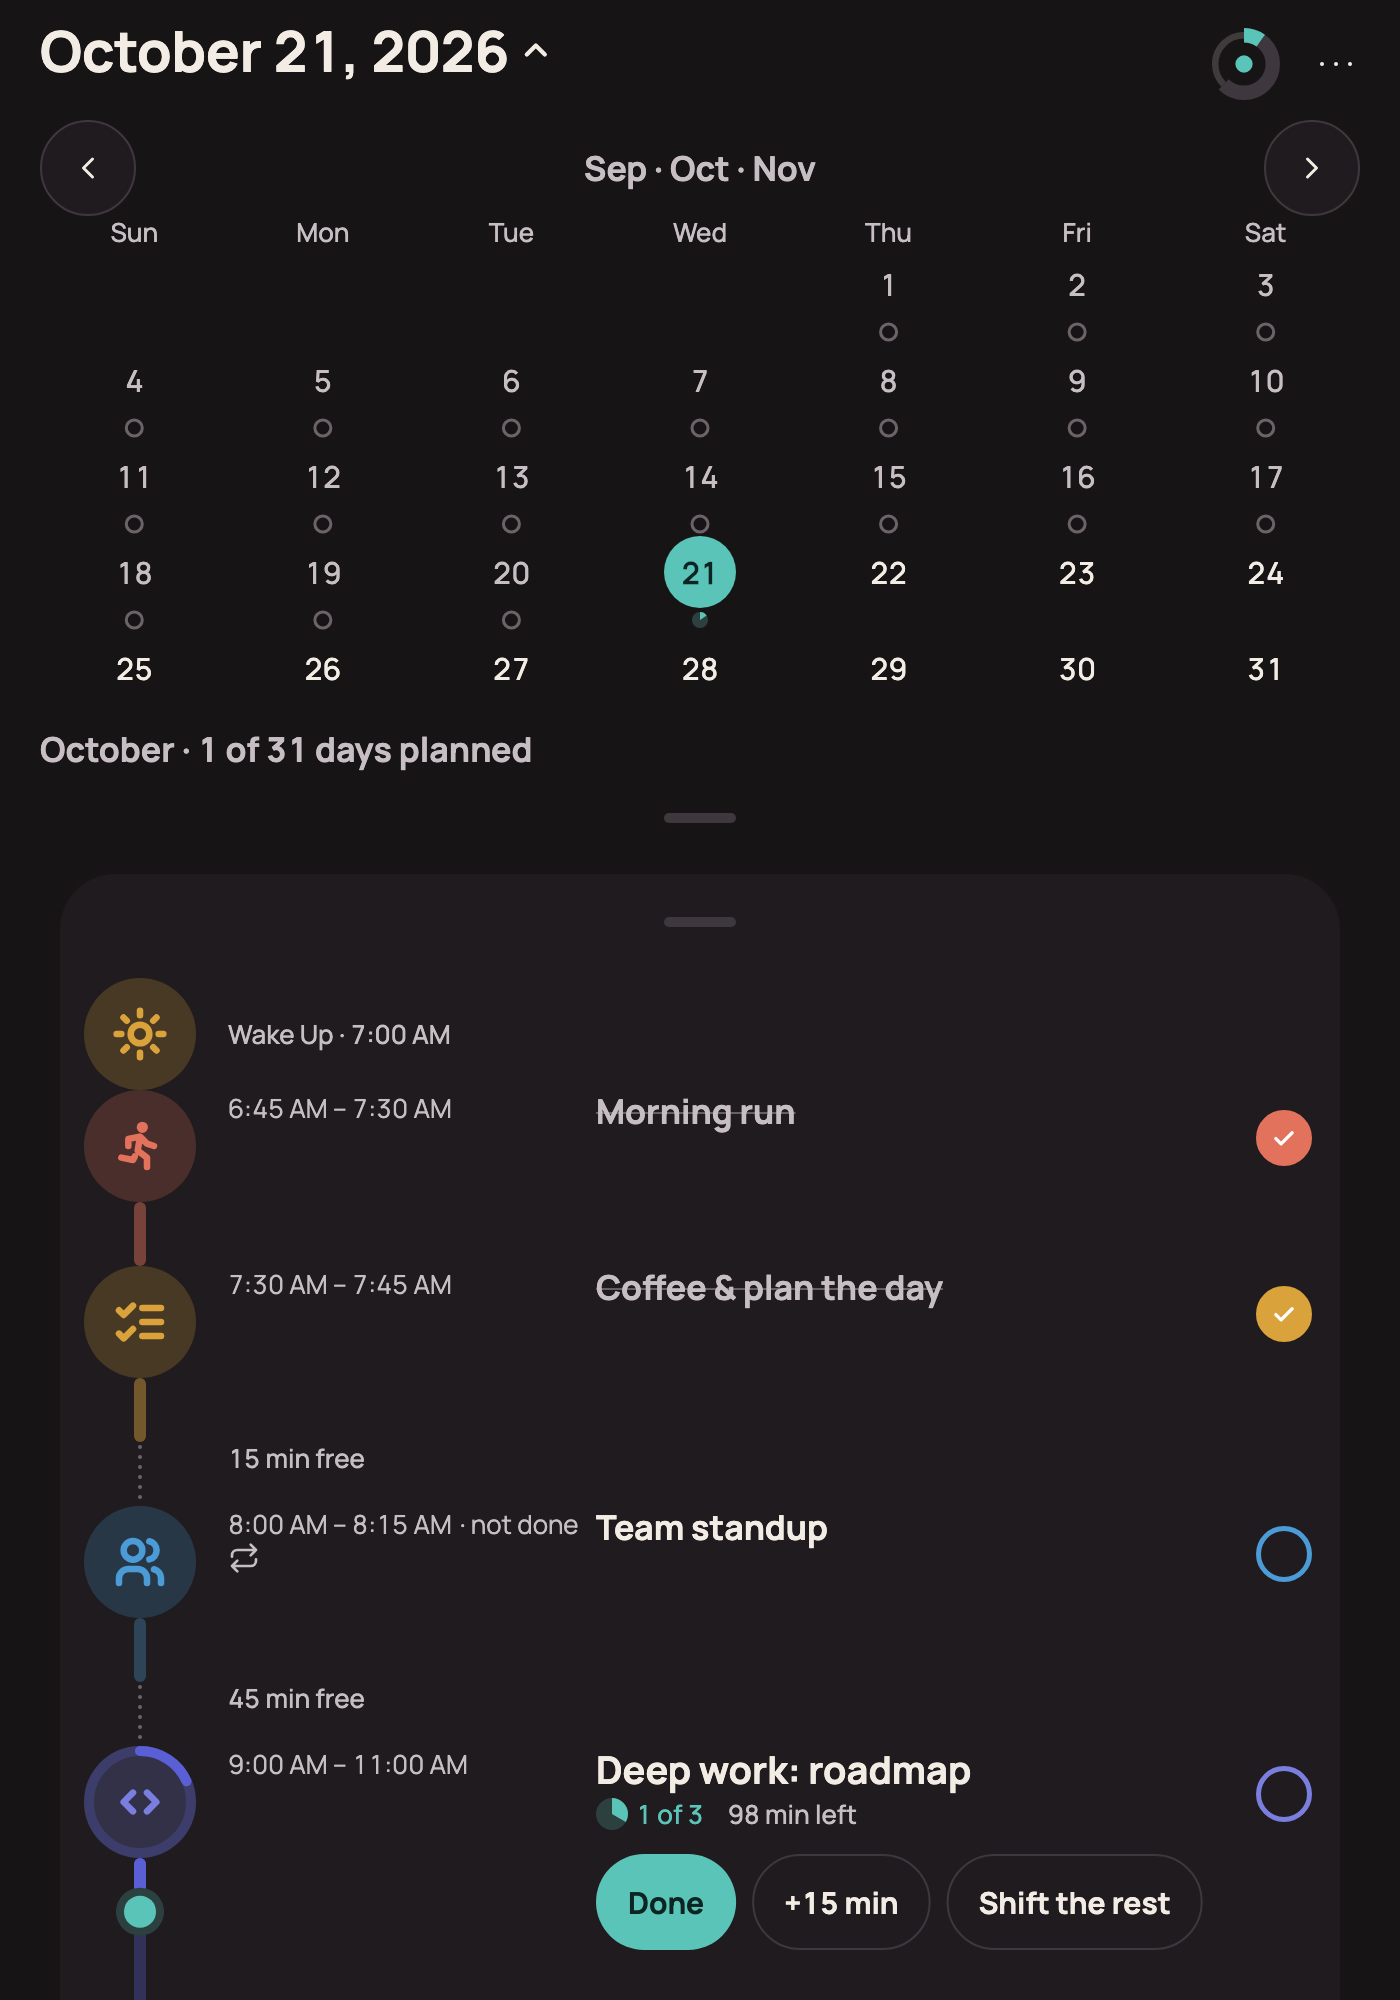 October 21, 2026
Sep · Oct · Nov
Sun Mon Tue Wed Thu Fri Sat
1 2 3
4 5 6 7 8 9 10
11 12 13 14 15 16 17
18 19 20 21 22 23 24
25 26 27 28 29 30 31
October · 1 of 31 days planned
Wake Up · 7:00 AM
6:45 AM – 7:30 AM Morning run
7:30 AM – 7:45 AM Coffee & plan the day
15 min free
8:00 AM – 8:15 AM · not done Team standup
45 min free
9:00 AM – 11:00 AM Deep work: roadmap
1 of 3 98 min left
Done +15 min Shift the rest